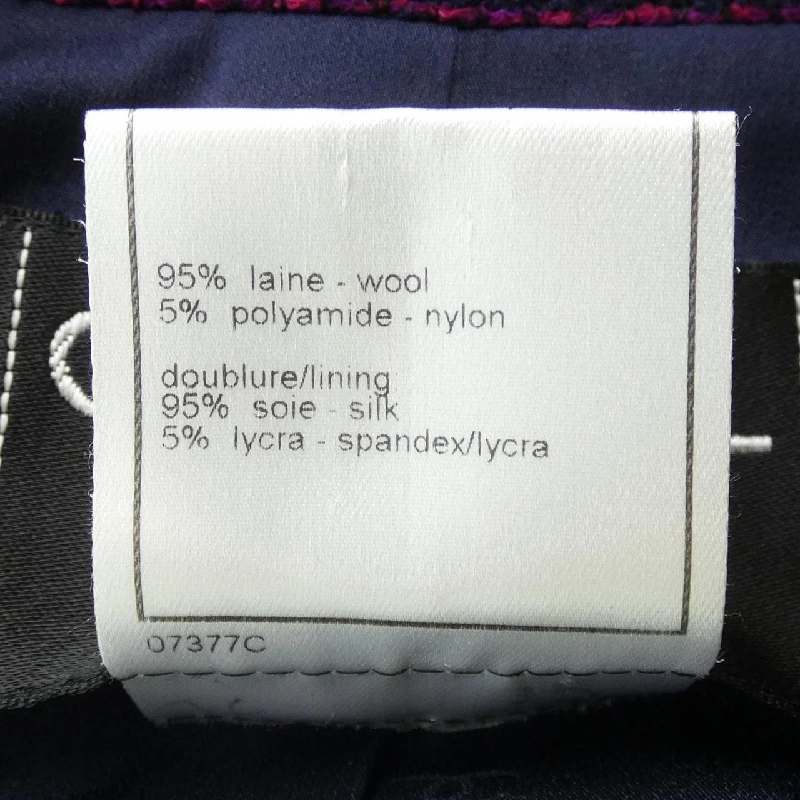 95% laine - wool
5% polyamide - nylon
doublure/lining
95% soie - silk
5% lycra - spandex/lycra
07377C